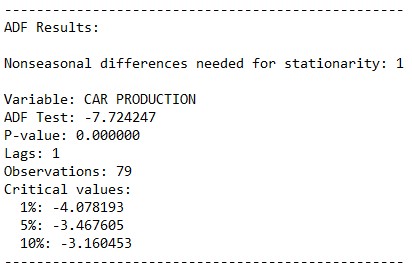 --------------------------------------------------
ADF Results:
Nonseasonal differences needed for stationarity: 1
Variable: CAR PRODUCTION
ADF Test: -7.724247
P-value: 0.000000
Lags: 1
Observations: 79
Critical values:
1%: -4.078193
5%: -3.467605
10%: -3.160453
--------------------------------------------------